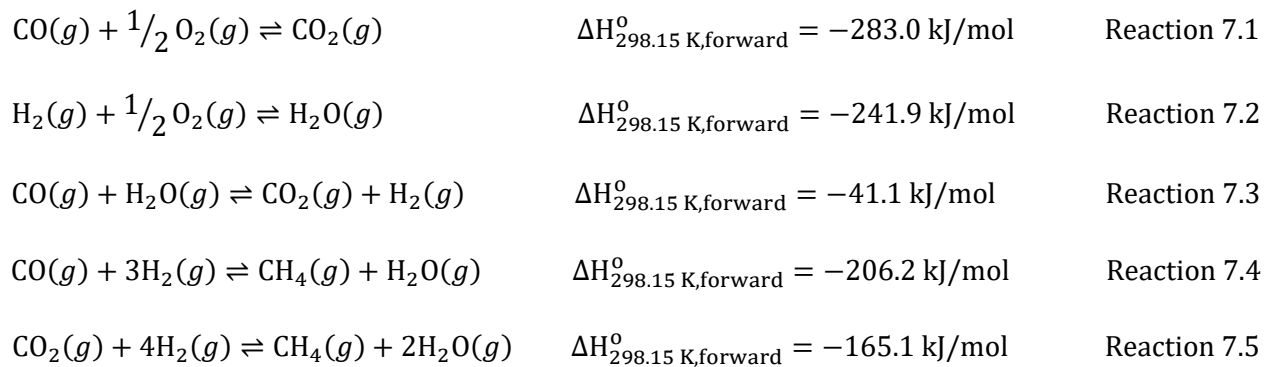 CO(g) + 1/2 O₂(g) ⇌ CO₂(g) ΔH°₂₉₈.₁₅ K,forward = −283.0 kJ/mol Reaction 7.1
H₂(g) + 1/2 O₂(g) ⇌ H₂O(g) ΔH°₂₉₈.₁₅ K,forward = −241.9 kJ/mol Reaction 7.2
CO(g) + H₂O(g) ⇌ CO₂(g) + H₂(g) ΔH°₂₉₈.₁₅ K,forward = −41.1 kJ/mol Reaction 7.3
CO(g) + 3H₂(g) ⇌ CH₄(g) + H₂O(g) ΔH°₂₉₈.₁₅ K,forward = −206.2 kJ/mol Reaction 7.4
CO₂(g) + 4H₂(g) ⇌ CH₄(g) + 2H₂O(g) ΔH°₂₉₈.₁₅ K,forward = −165.1 kJ/mol Reaction 7.5